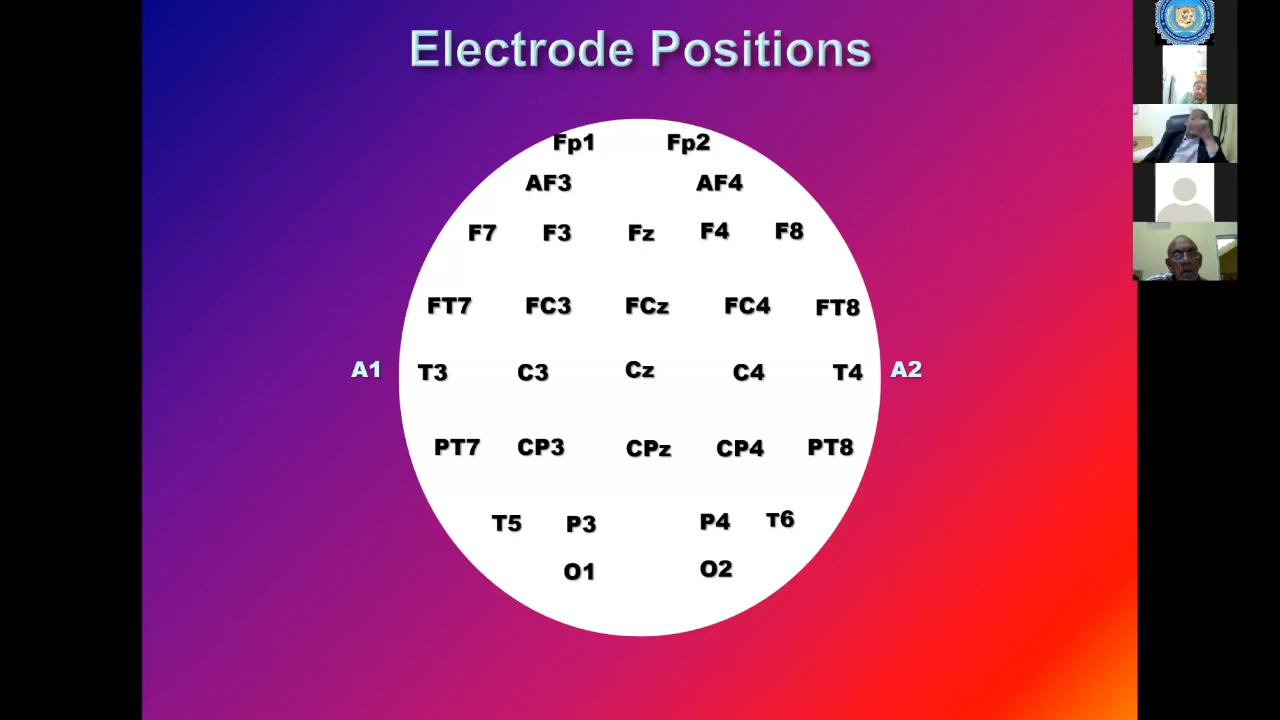 Electrode Positions
Fp1 Fp2
AF3 AF4
F7 F3 Fz F4 F8
FT7 FC3 FCz FC4 FT8
A1 T3 C3 Cz C4 T4 A2
PT7 CP3 CPz CP4 PT8
T5 P3 P4 T6
O1 O2